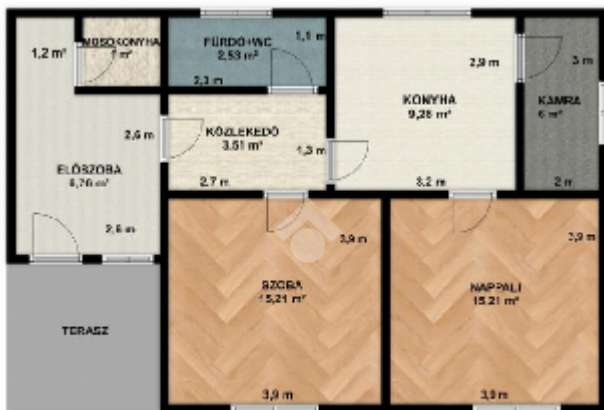 1,2 m²
MOSÓKONYHA
1 m²
FÜRDŐ+WC
2,53 m²
1,1 m
2,3 m
2,9 m
KONYHA
9,28 m²
3,2 m
3 m
KAMRA
6 m²
2 m
2,6 m
ELŐSZOBA
6,76 m²
2,6 m
KÖZLEKEDŐ
3.51 m²
1,3 m
2,7 m
3,9 m
SZOBA
15,21 m²
3,9 m
3,9 m
NAPPALI
15.21 m²
3,9 m
TERASZ